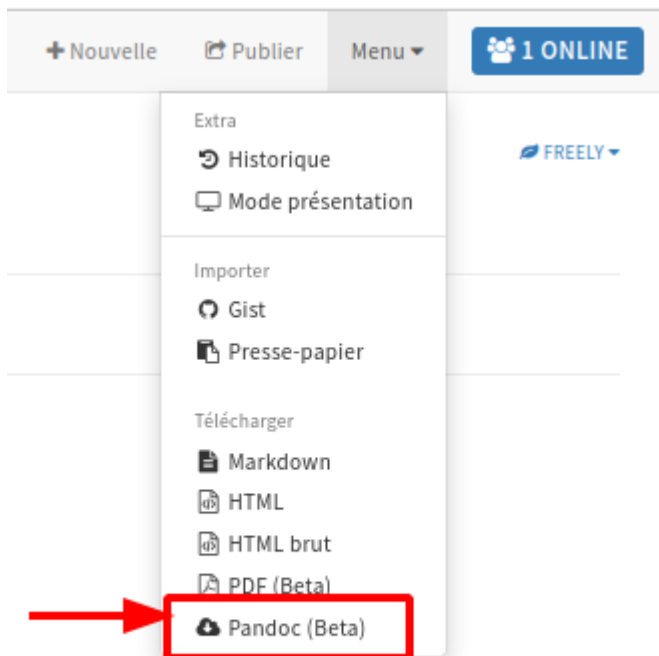 Nouvelle Publier Menu 1 ONLINE
Extra
Historique
FREELY
Mode présentation
Importer
Gist
Presse-papier
Télécharger
Markdown
HTML
HTML brut
PDF (Beta)
Pandoc (Beta)